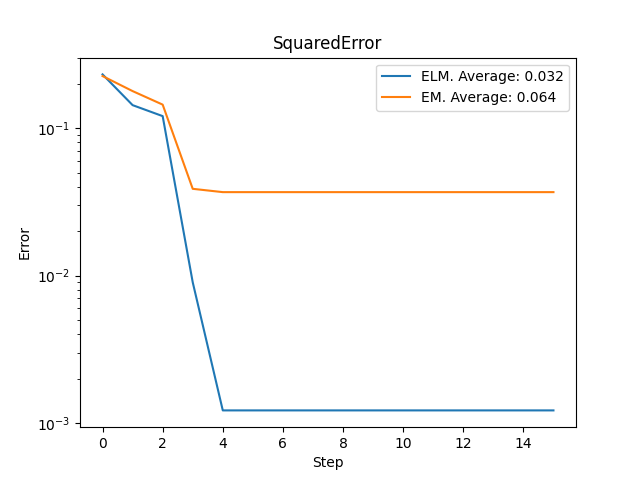 SquaredError
ELM. Average: 0.032
EM. Average: 0.064
10⁻¹
10⁻²
10⁻³
Error
0 2 4 6 8 10 12 14
Step